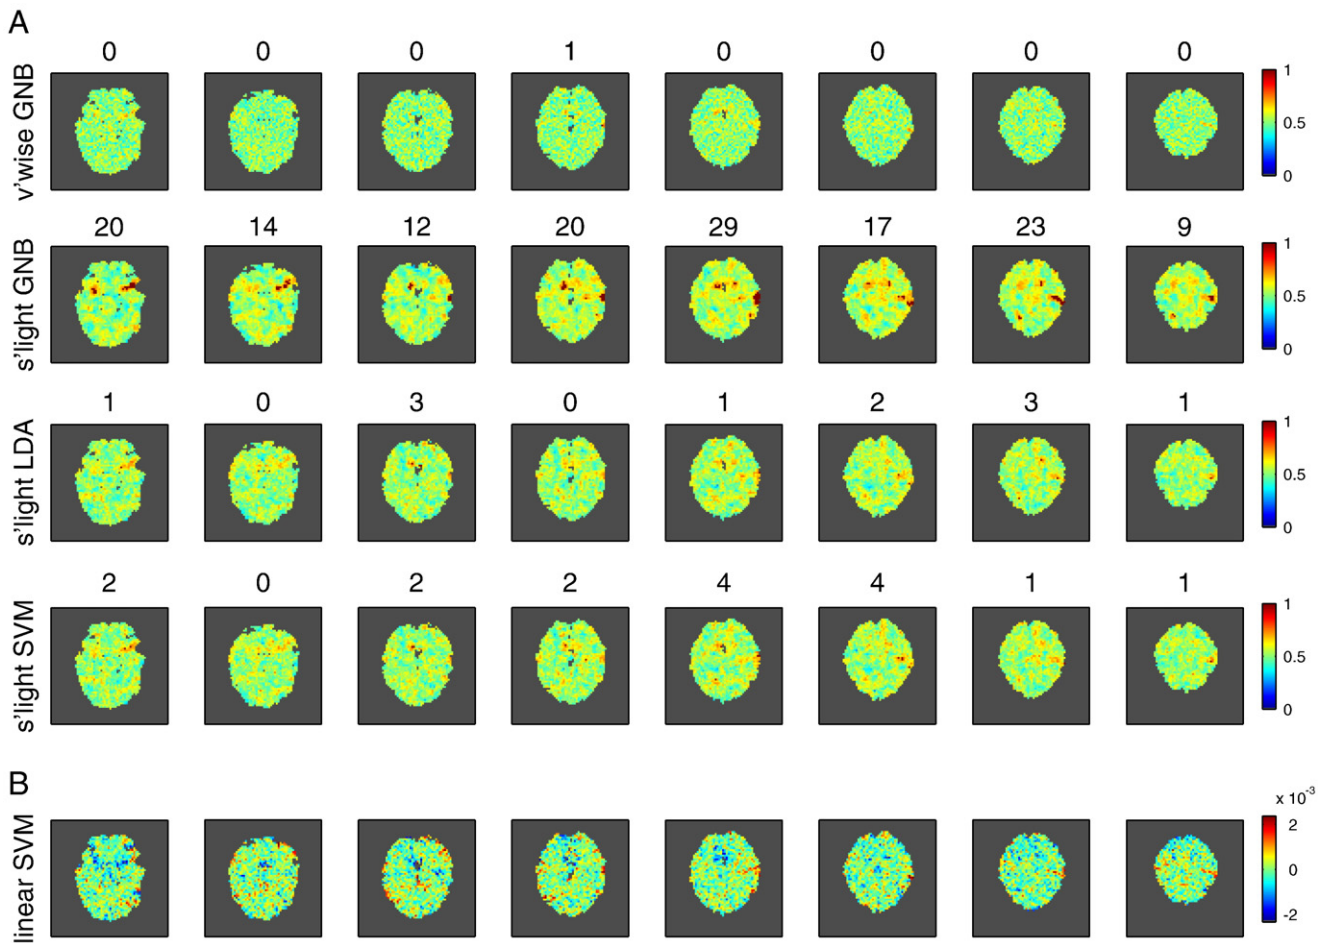 A
0 0 0 1 0 0 0 0
v'wise GNB
1
0.5
0
20 14 12 20 29 17 23 9
s'light GNB
1
0.5
0
1 0 3 0 1 2 3 1
s'light LDA
1
0.5
0
2 0 2 2 4 4 1 1
s'light SVM
1
0.5
0
B
x 10-3
linear SVM
2
0
-2